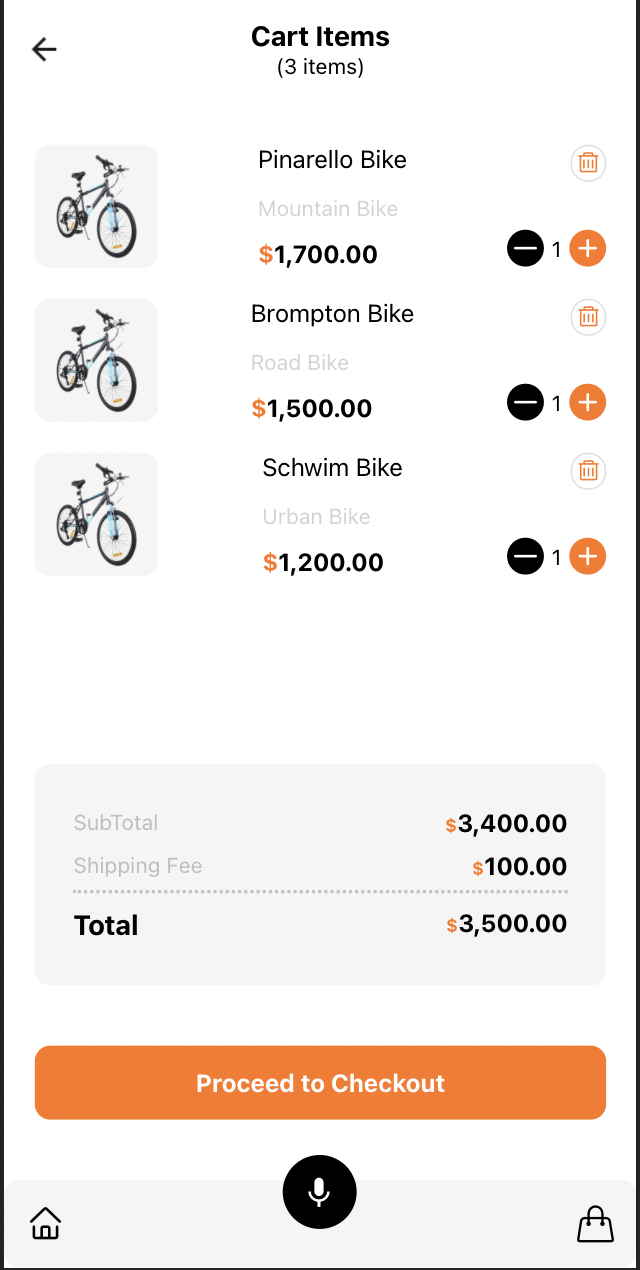 Cart Items
(3 items)
Pinarello Bike
Mountain Bike
$1,700.00
1
Brompton Bike
Road Bike
$1,500.00
1
Schwim Bike
Urban Bike
$1,200.00
1
SubTotal $3,400.00
Shipping Fee $100.00
Total $3,500.00
Proceed to Checkout